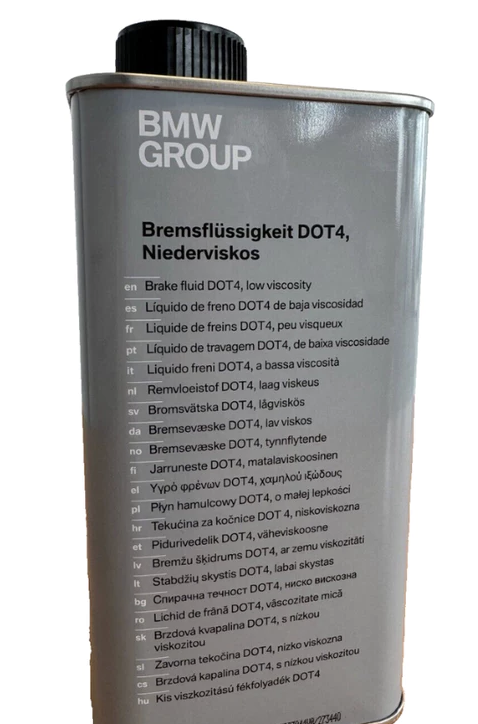 BMW
GROUP
Bremsflüssigkeit DOT4,
Niederviskos
en Brake fluid DOT4, low viscosity
es Líquido de freno DOT4 de baja viscosidad
fr Liquide de freins DOT4, peu visqueux
pt Líquido de travagem DOT4, de baixa viscosidade
it Liquido freni DOT4, a bassa viscosità
nl Remvloeistof DOT4, laag viskeus
sv Bromsvätska DOT4, lågviskös
da Bremsevæske DOT4, lav viskos
no Bremsevæske DOT4, tynnflytende
fi Jarruneste DOT4, matalaviskoosinen
el Υγρό φρένων DOT4, χαμηλού ιξώδους
pl Płyn hamulcowy DOT4, o małej lepkości
hr Tekućina za kočnice DOT 4, niskoviskozna
et Pidurivedelik DOT4, väheviskoosne
lv Bremžu šķidrums DOT4, ar zemu viskozitāti
lt Stabdžių skystis DOT4, labai skystas
bg Спирачна течност DOT4, ниско вискозна
ro Lichid de frână DOT4, vâscozitate mică
sk Brzdová kvapalina DOT4, s nízkou
viskozitou
sl Zavorna tekočina DOT4, nizko viskozna
cs Brzdová kapalina DOT4, s nízkou viskozitou
hu Kis viszkozitású fékfolyadék DOT4